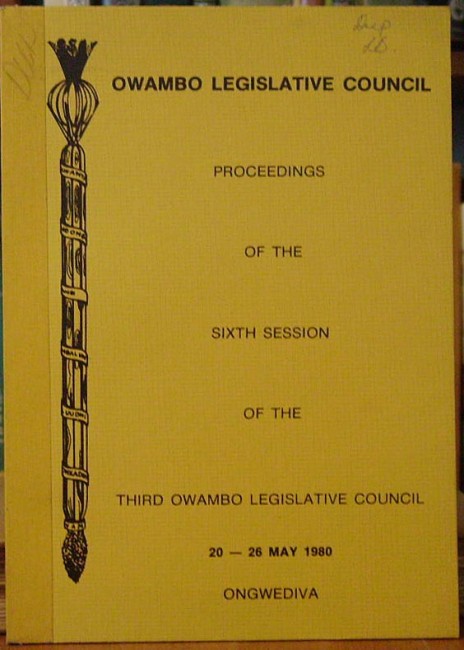 OWAMBO LEGISLATIVE COUNCIL
PROCEEDINGS
OF THE
SIXTH SESSION
OF THE
THIRD OWAMBO LEGISLATIVE COUNCIL
20 — 26 MAY 1980
ONGWEDIVA